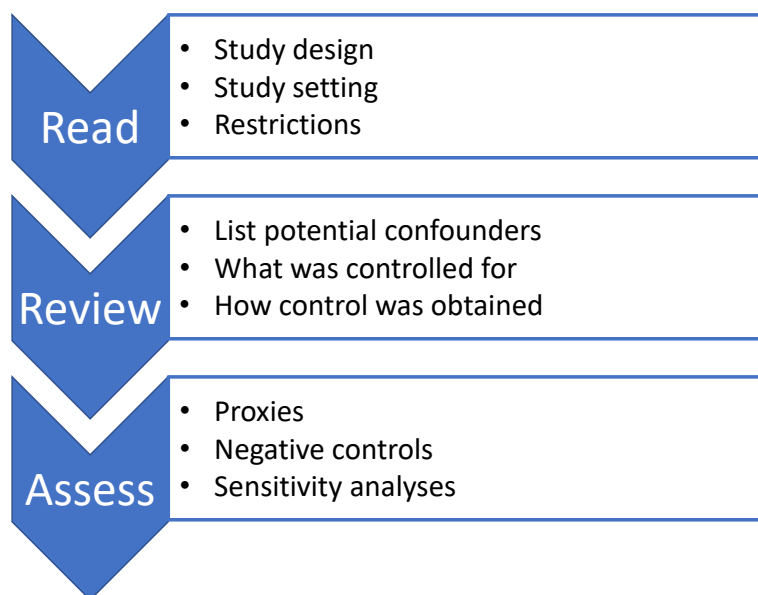 Read
• Study design
• Study setting
• Restrictions
Review
• List potential confounders
• What was controlled for
• How control was obtained
Assess
• Proxies
• Negative controls
• Sensitivity analyses